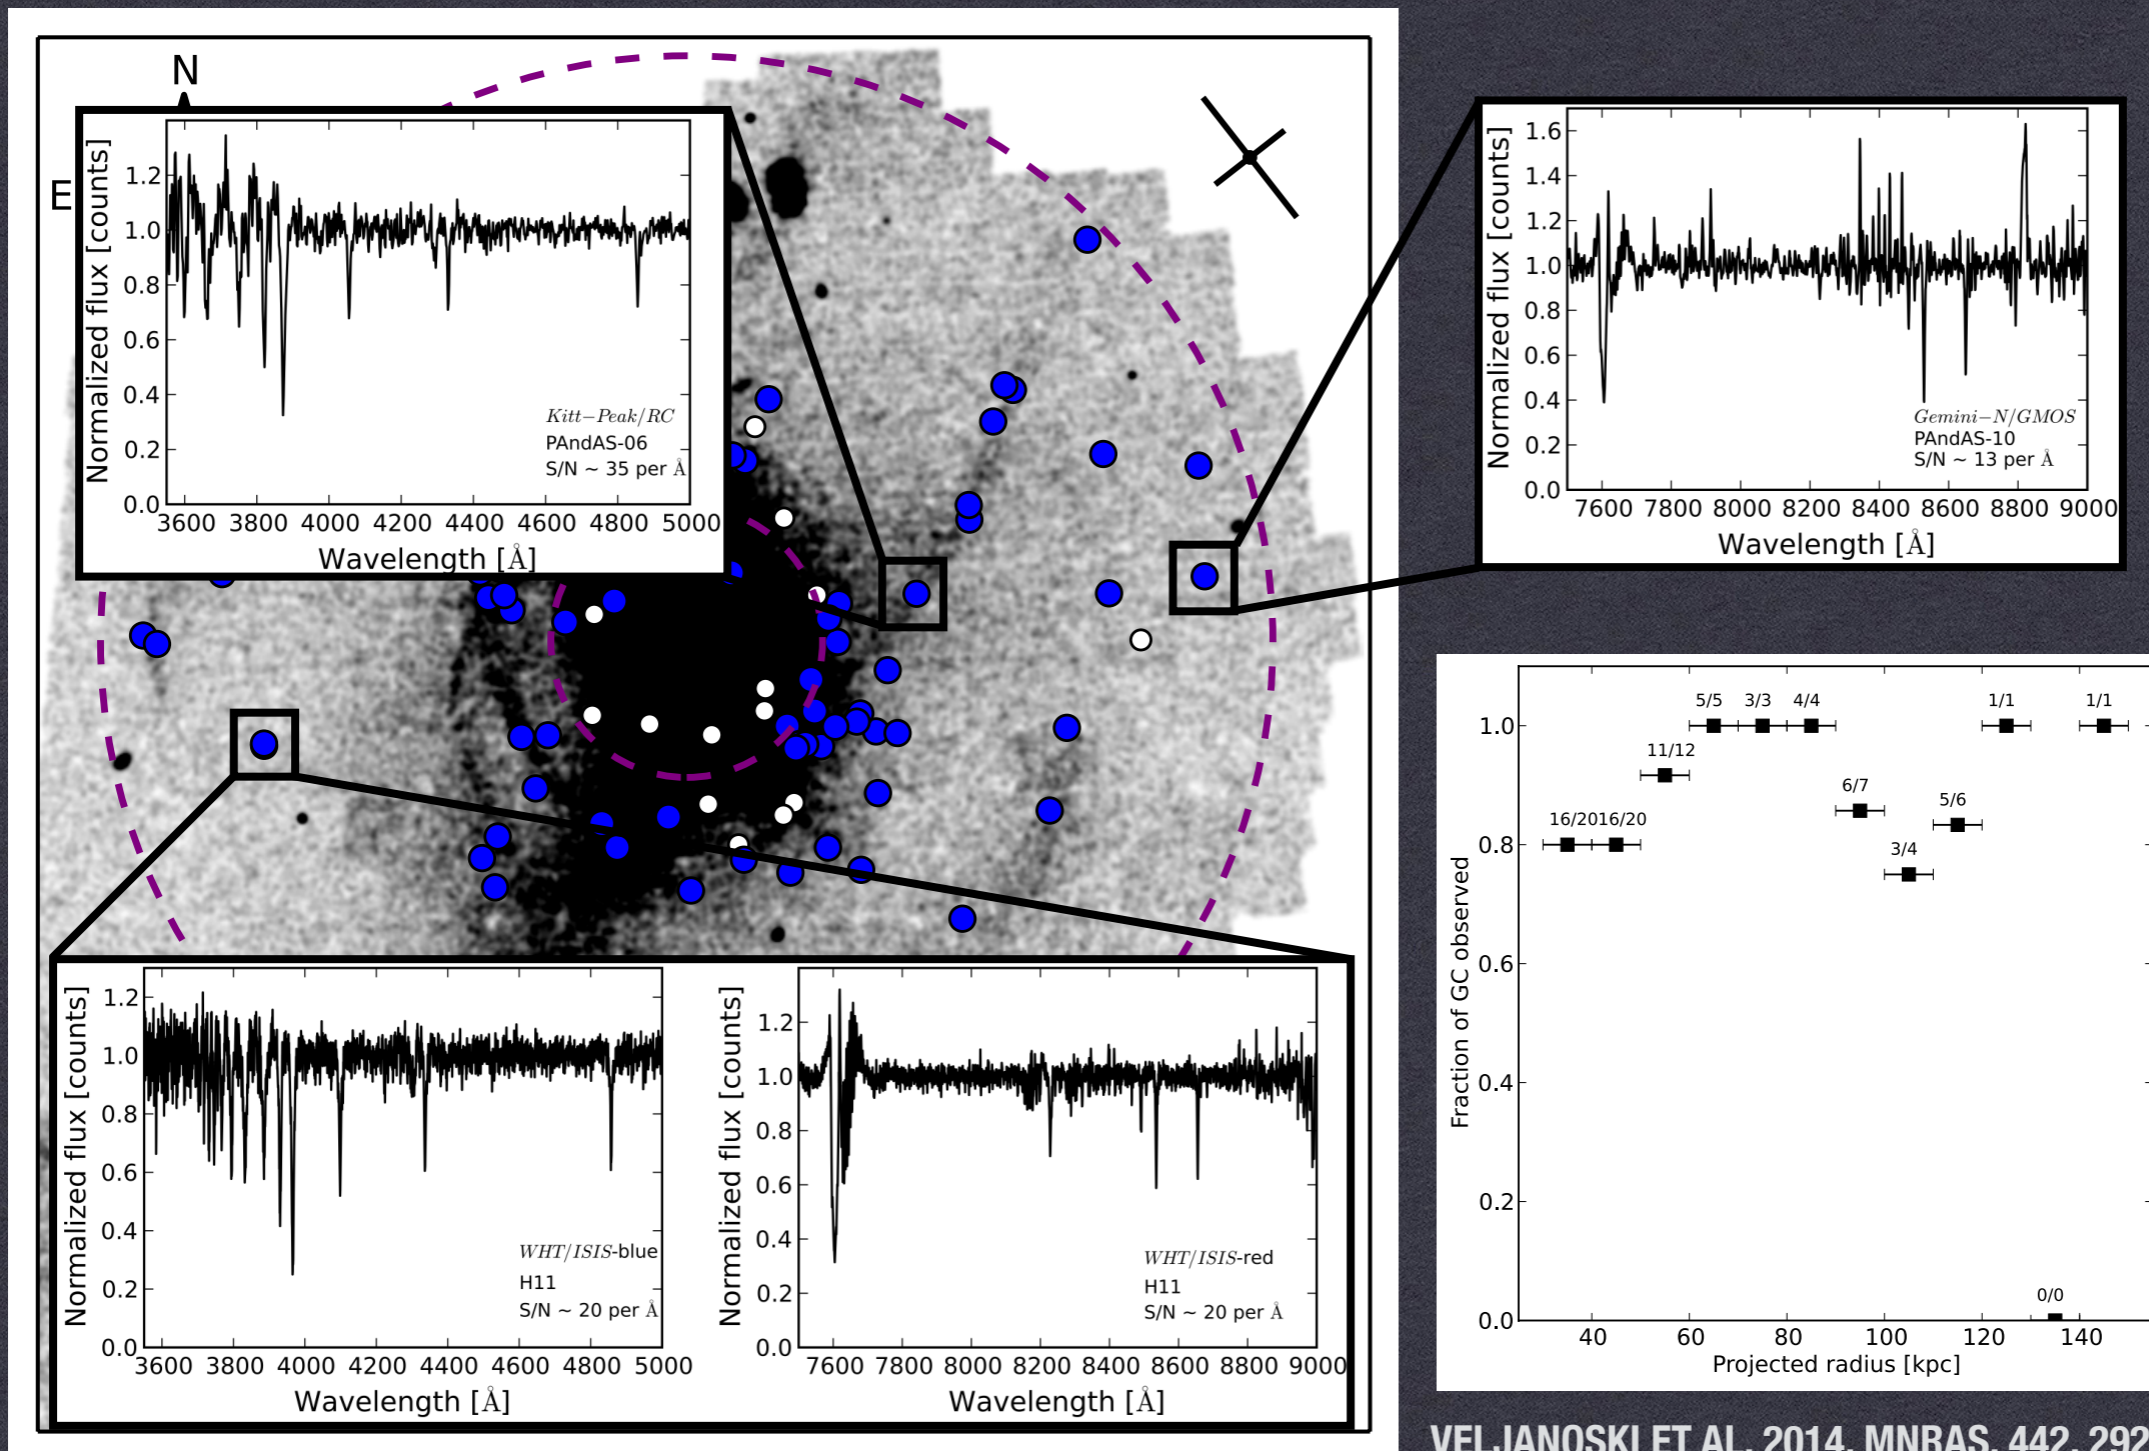 N
E
Normalized flux [counts]
1.2
1.0
0.8
0.6
0.4
0.2
0.0
Kitt–Peak/RC
PAndAS-06
S/N ~ 35 per Å
3600 3800 4000 4200 4400 4600 4800 5000
Wavelength [Å]
Normalized flux [counts]
1.6
1.4
1.2
1.0
0.8
0.6
0.4
0.2
0.0
Gemini–N/GMOS
PAndAS-10
S/N ~ 13 per Å
7600 7800 8000 8200 8400 8600 8800 9000
Wavelength [Å]
Normalized flux [counts]
1.2
1.0
0.8
0.6
0.4
0.2
0.0
WHT/ISIS-blue
H11
S/N ~ 20 per Å
3600 3800 4000 4200 4400 4600 4800 5000
Wavelength [Å]
Normalized flux [counts]
1.2
1.0
0.8
0.6
0.4
0.2
0.0
WHT/ISIS-red
H11
S/N ~ 20 per Å
7600 7800 8000 8200 8400 8600 8800 9000
Wavelength [Å]
Fraction of GC observed
1.0
0.8
0.6
0.4
0.2
0.0
16/20 16/20 11/12 5/5 3/3 4/4 6/7 3/4 5/6 1/1 0/0 1/1
40 60 80 100 120 140
Projected radius [kpc]
VELJANOSKI ET AL. 2014, MNRAS, 442, 292